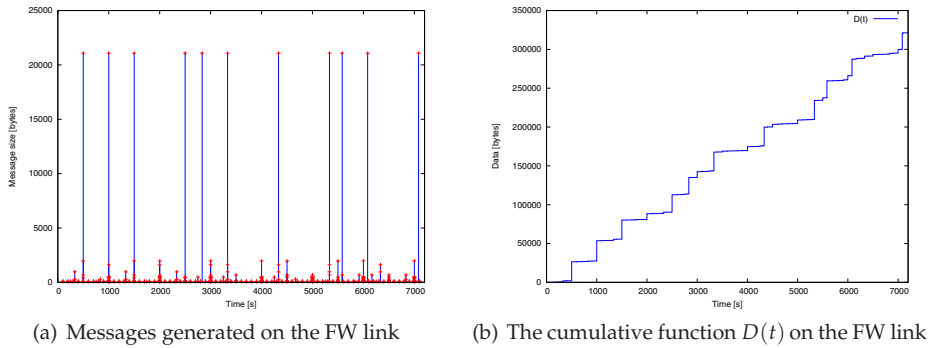 25000
20000
15000
10000
5000
0
Message size [bytes]
0 1000 2000 3000 4000 5000 6000 7000
Time [s]
(a) Messages generated on the FW link
350000
300000
250000
200000
150000
100000
50000
0
Data [bytes]
D(t)
0 1000 2000 3000 4000 5000 6000 7000
Time [s]
(b) The cumulative function D(t) on the FW link